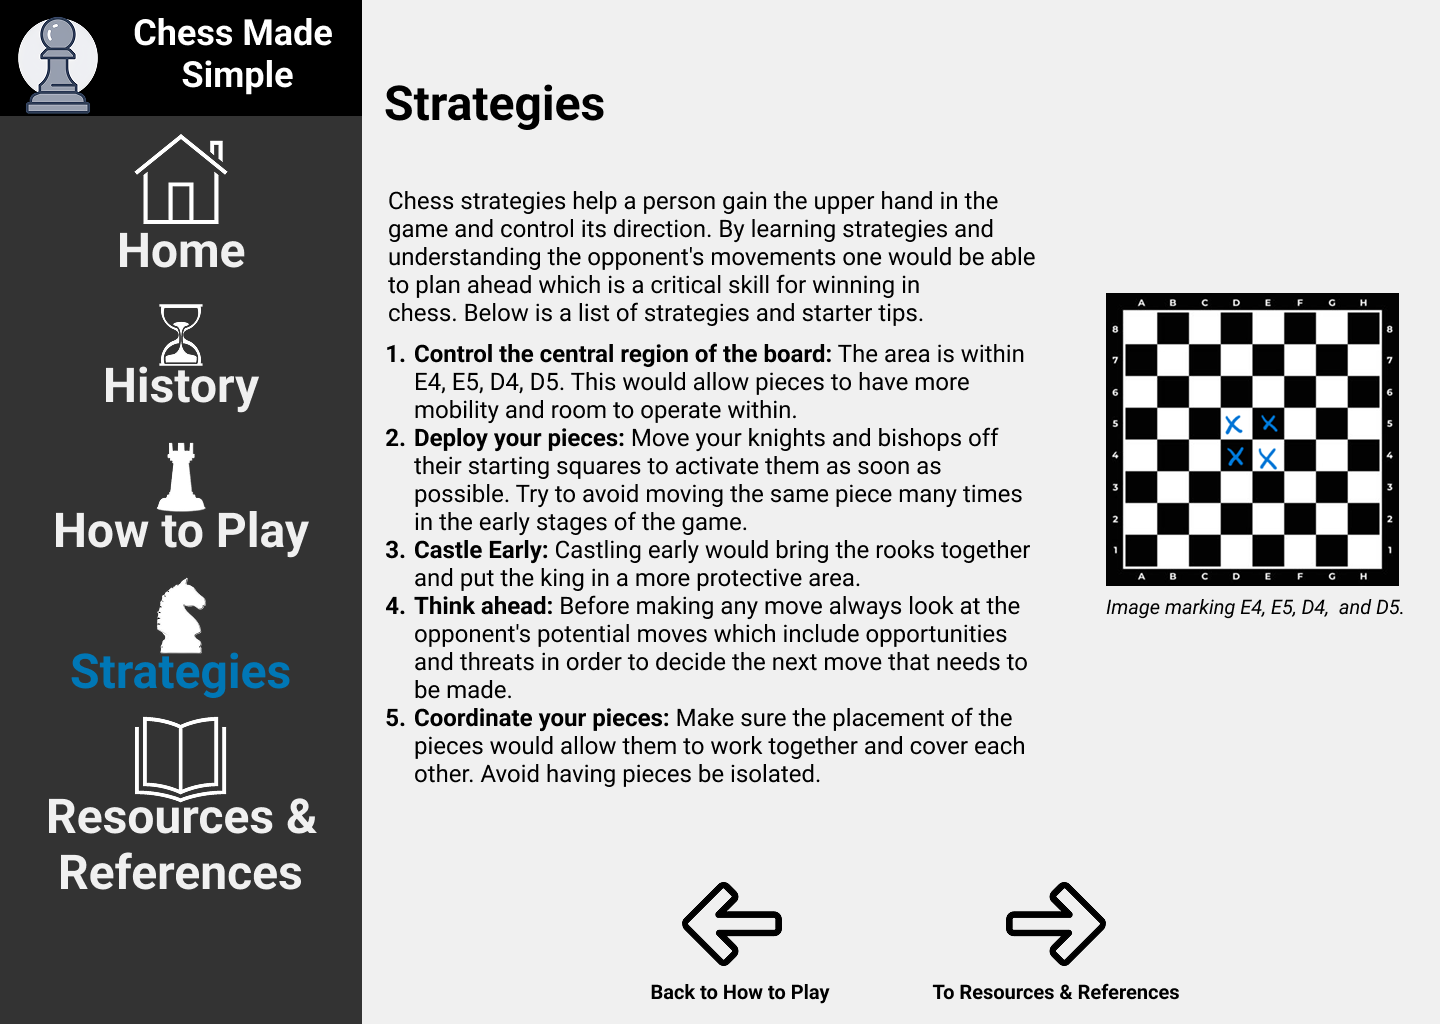 Chess Made
Simple
Home
History
How to Play
Strategies
Resources &
References
Strategies
Chess strategies help a person gain the upper hand in the
game and control its direction. By learning strategies and
understanding the opponent's movements one would be able
to plan ahead which is a critical skill for winning in
chess. Below is a list of strategies and starter tips.
1. Control the central region of the board: The area is within
E4, E5, D4, D5. This would allow pieces to have more
mobility and room to operate within.
2. Deploy your pieces: Move your knights and bishops off
their starting squares to activate them as soon as
possible. Try to avoid moving the same piece many times
in the early stages of the game.
3. Castle Early: Castling early would bring the rooks together
and put the king in a more protective area.
4. Think ahead: Before making any move always look at the
opponent's potential moves which include opportunities
and threats in order to decide the next move that needs to
be made.
5. Coordinate your pieces: Make sure the placement of the
pieces would allow them to work together and cover each
other. Avoid having pieces be isolated.
A B C D E F G H
8 8
7 7
6 6
5 X X 5
4 X X 4
3 3
2 2
1 1
A B C D E F G H
Image marking E4, E5, D4, and D5.
Back to How to Play
To Resources & References